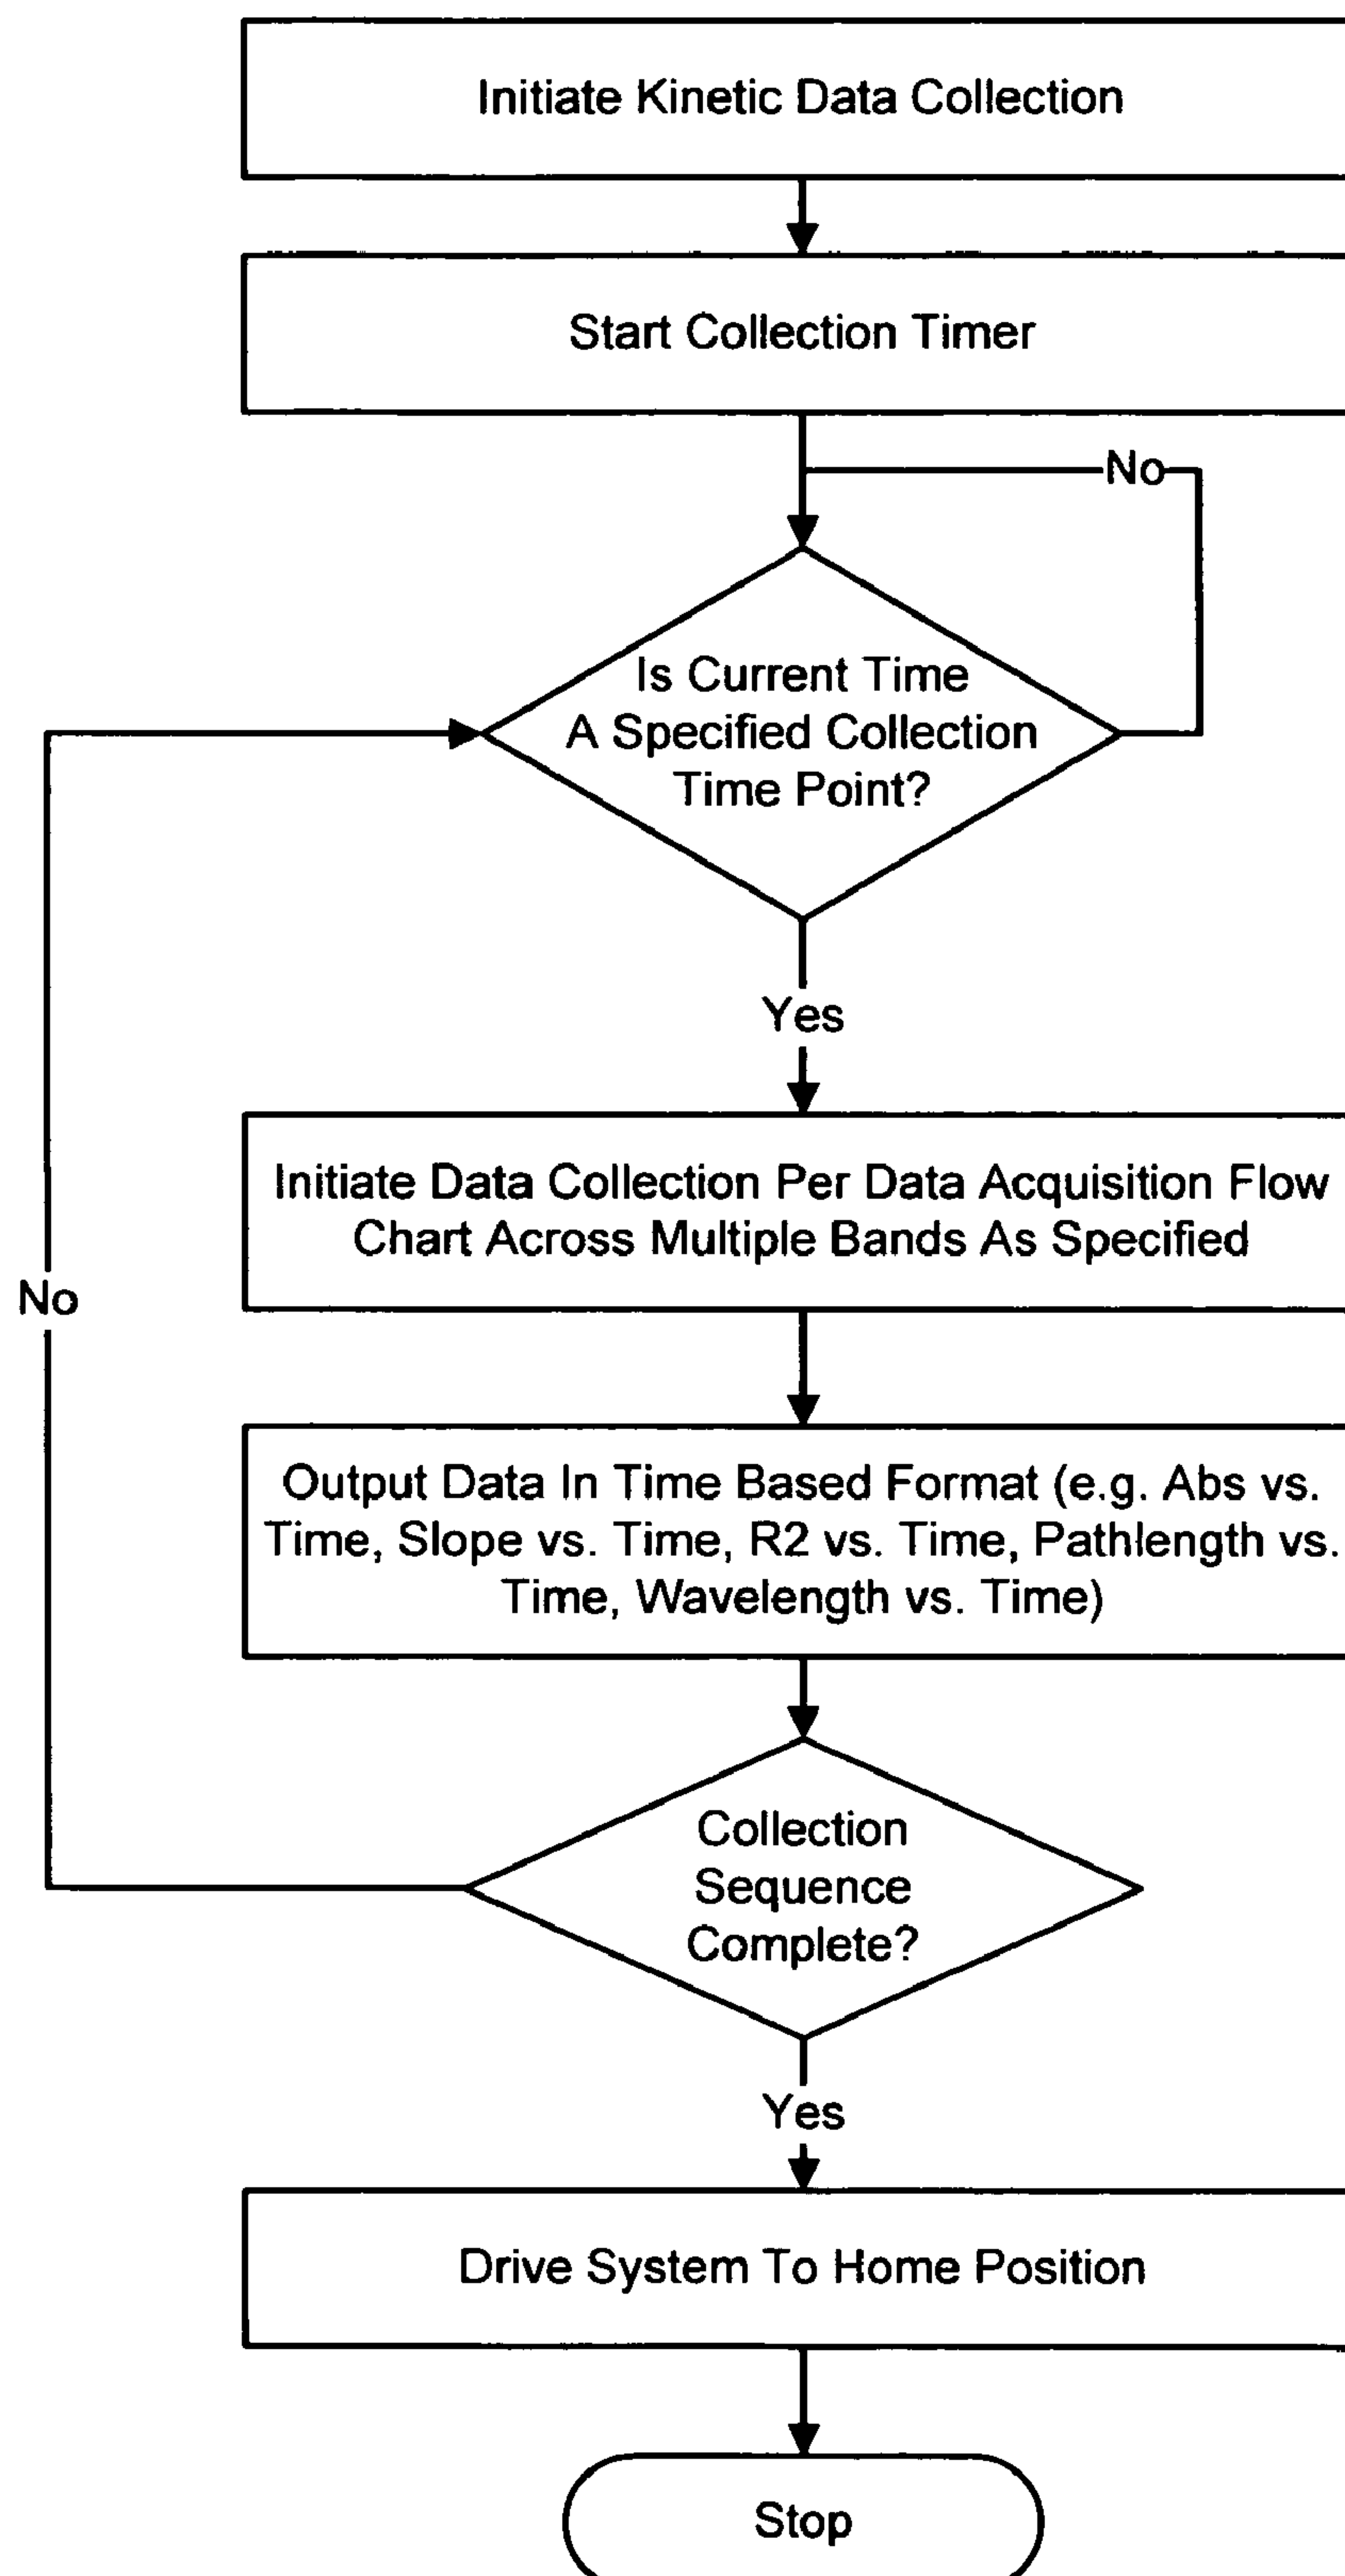 Initiate Kinetic Data Collection
Start Collection Timer
No
Is Current Time
A Specified Collection
Time Point?
Yes
Initiate Data Collection Per Data Acquisition Flow
Chart Across Multiple Bands As Specified
No
Output Data In Time Based Format (e.g. Abs vs.
Time, Slope vs. Time, R2 vs. Time, Pathlength vs.
Time, Wavelength vs. Time)
Collection
Sequence
Complete?
Yes
Drive System To Home Position
Stop